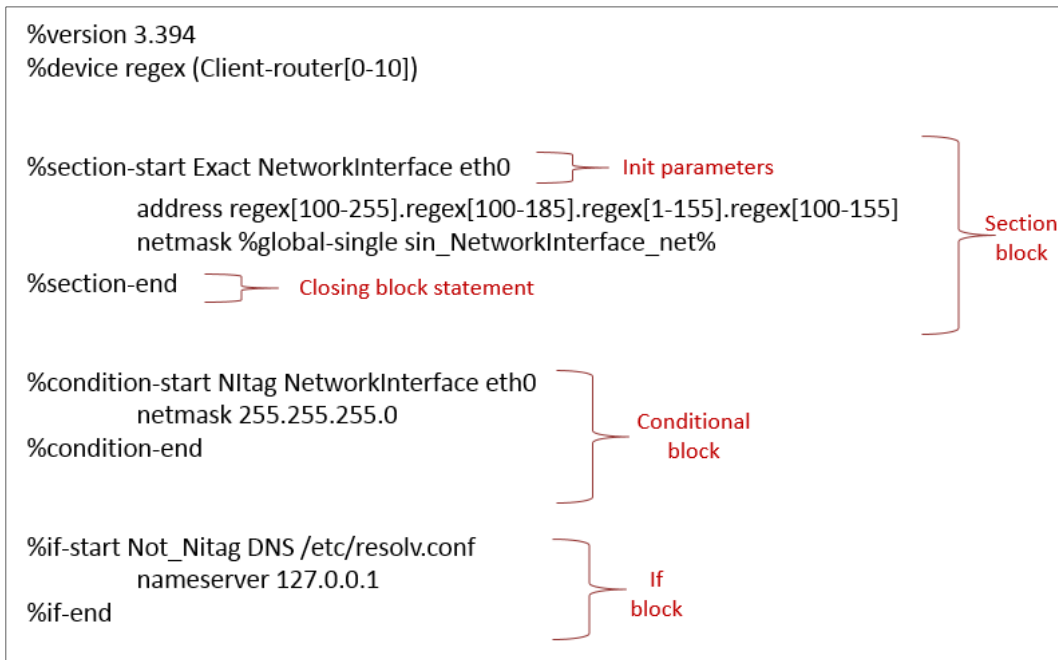 %version 3.394
%device regex (Client-router[0-10])
%section-start Exact NetworkInterface eth0
Init parameters
address regex[100-255].regex[100-185].regex[1-155].regex[100-155]
netmask %global-single sin_NetworkInterface_net%
Section
block
%section-end
Closing block statement
%condition-start NItag NetworkInterface eth0
netmask 255.255.255.0
%condition-end
Conditional
block
%if-start Not_Nitag DNS /etc/resolv.conf
nameserver 127.0.0.1
%if-end
If
block